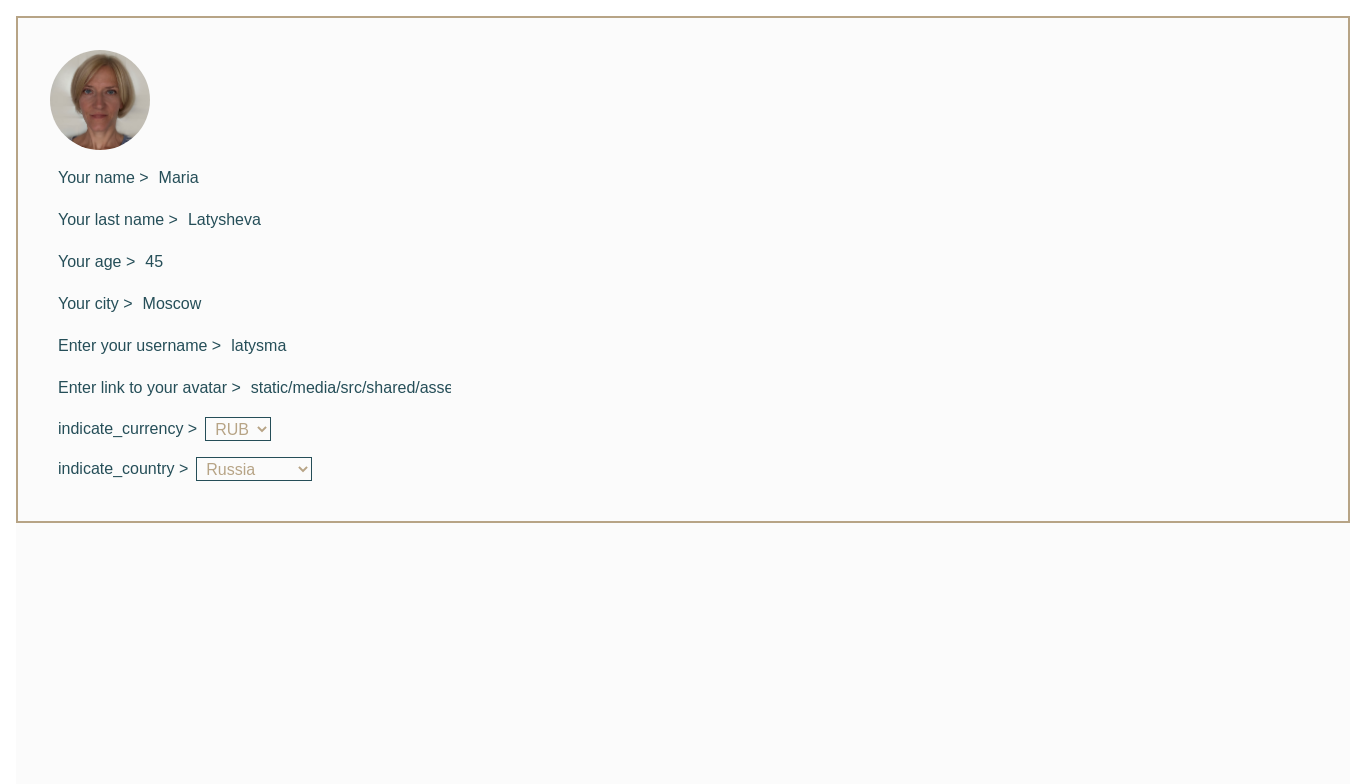 Your name > Maria
Your last name > Latysheva
Your age > 45
Your city > Moscow
Enter your username > latysma
Enter link to your avatar > static/media/src/shared/asse
indicate_currency > RUB
indicate_country > Russia